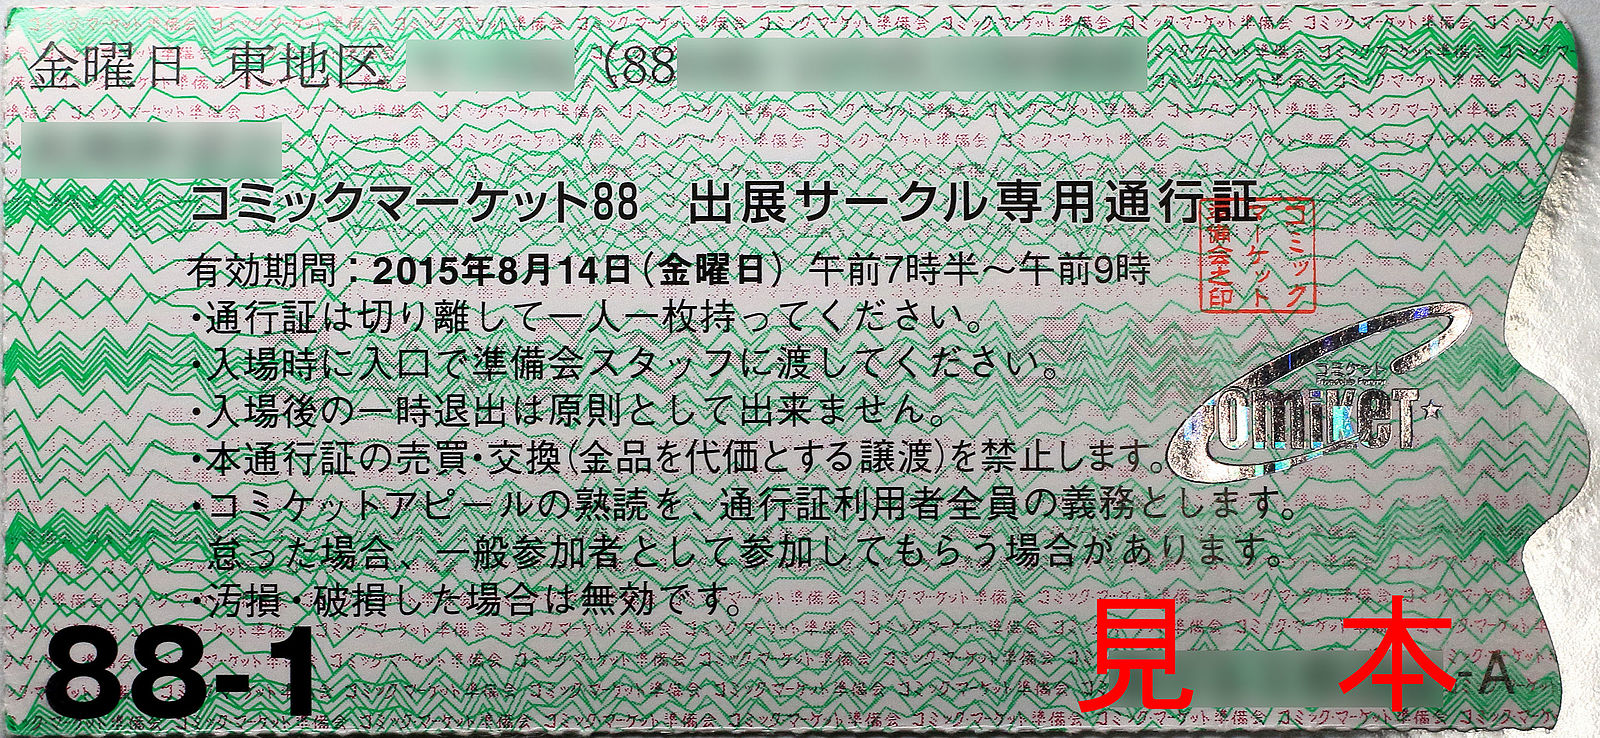 金曜日 東地区 (88
コミックマーケット88 出展サークル専用通行証
有効期間：2015年8月14日(金曜日) 午前7時半～午前9時
・通行証は切り離して一人一枚持ってください。
・入場時に入口で準備会スタッフに渡してください。
・入場後の一時退出は原則として出来ません。
・本通行証の売買・交換(金品を代価とする譲渡)を禁止します。
・コミケットアピールの熟読を、通行証利用者全員の義務とします。
怠った場合、一般参加者として参加してもらう場合があります。
・汚損・破損した場合は無効です。
コミック
マーケット
準備会之印
コミケット
comiket
88-1
見本
-A